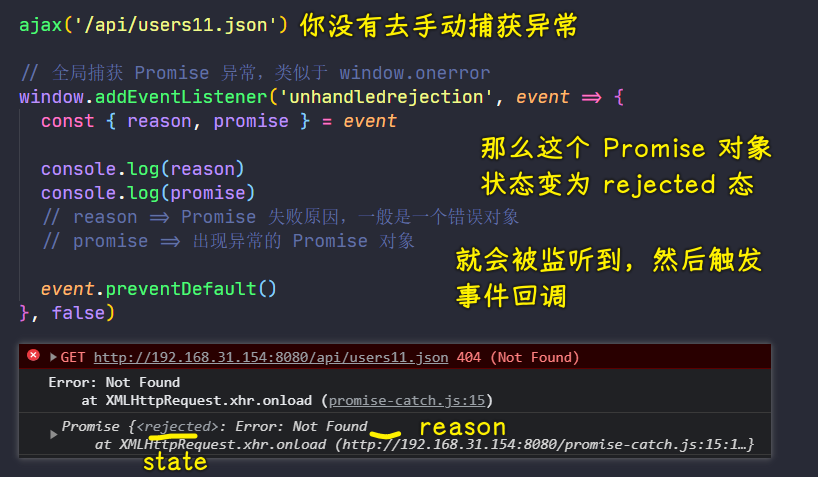 ajax('/api/users11.json') 你没有去手动捕获异常
// 全局捕获 Promise 异常，类似于 window.onerror
window.addEventListener('unhandledrejection', event => {
const { reason, promise } = event
那么这个 Promise 对象
状态变为 rejected 态
console.log(reason)
console.log(promise)
// reason => Promise 失败原因，一般是一个错误对象
// promise => 出现异常的 Promise 对象
就会被监听到，然后触发
事件回调
event.preventDefault()
}, false)
GET http://192.168.31.154:8080/api/users11.json 404 (Not Found)
Error: Not Found
at XMLHttpRequest.xhr.onload (promise-catch.js:15)
Promise {<rejected>: Error: Not Found reason
at XMLHttpRequest.xhr.onload (http://192.168.31.154:8080/promise-catch.js:15:1…}
state